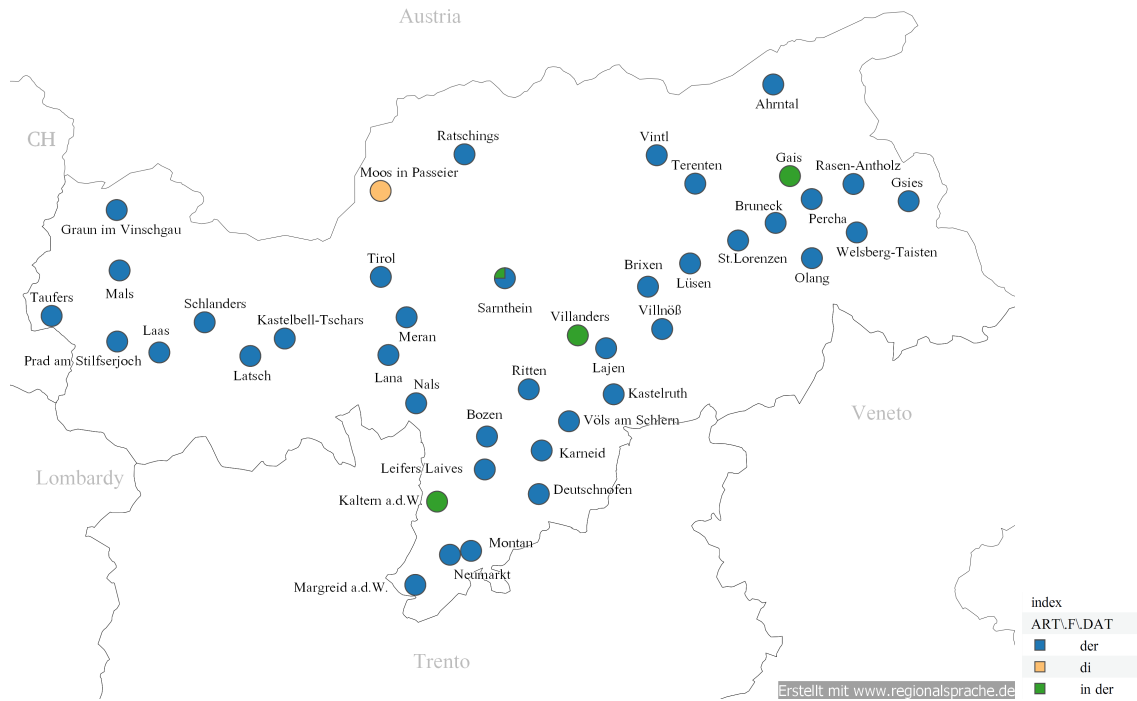 Austria
Ahrntal
CH
Ratschings
Vintl
Moos in Passeier
Terenten
Gais
Rasen-Antholz
Gsies
Graun im Vinschgau
Bruneck
Percha
Welsberg-Taisten
St.Lorenzen
Olang
Tirol
Brixen
Lüsen
Mals
Sarnthein
Taufers
Schlanders
Kastelbell-Tschars
Villanders
Villnöß
Laas
Meran
Prad am Stilfserjoch
Latsch
Lana
Lajen
Nals
Ritten
Kastelruth
Bozen
Völs am Schlern
Veneto
Karneid
Leifers/Laives
Lombardy
Deutschnofen
Kaltern a.d.W.
Montan
Neumarkt
Margreid a.d.W.
Trento
index
ART\.F\.DAT
der
di
in der
Erstellt mit www.regionalsprache.de